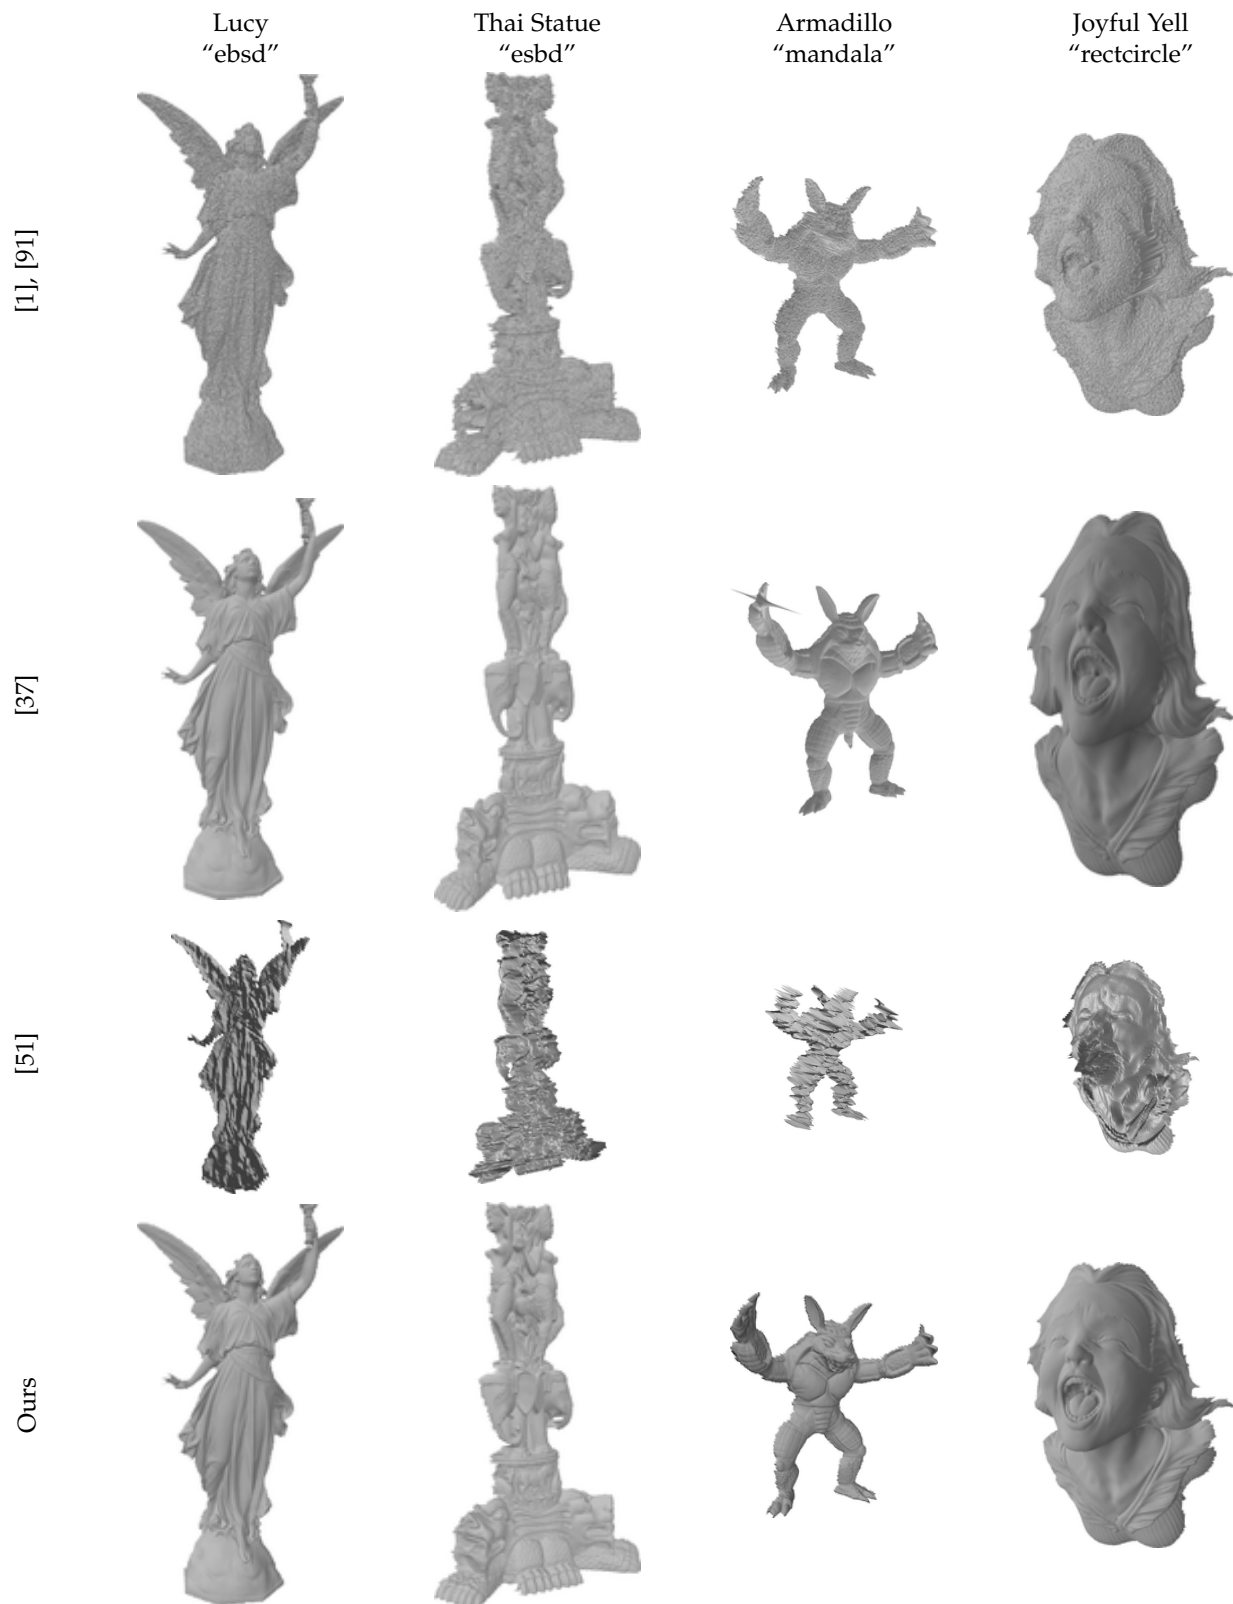 Lucy
“ebsd”
Thai Statue
“esbd”
Armadillo
“mandala”
Joyful Yell
“rectcircle”
[1], [91]
[37]
[51]
Ours